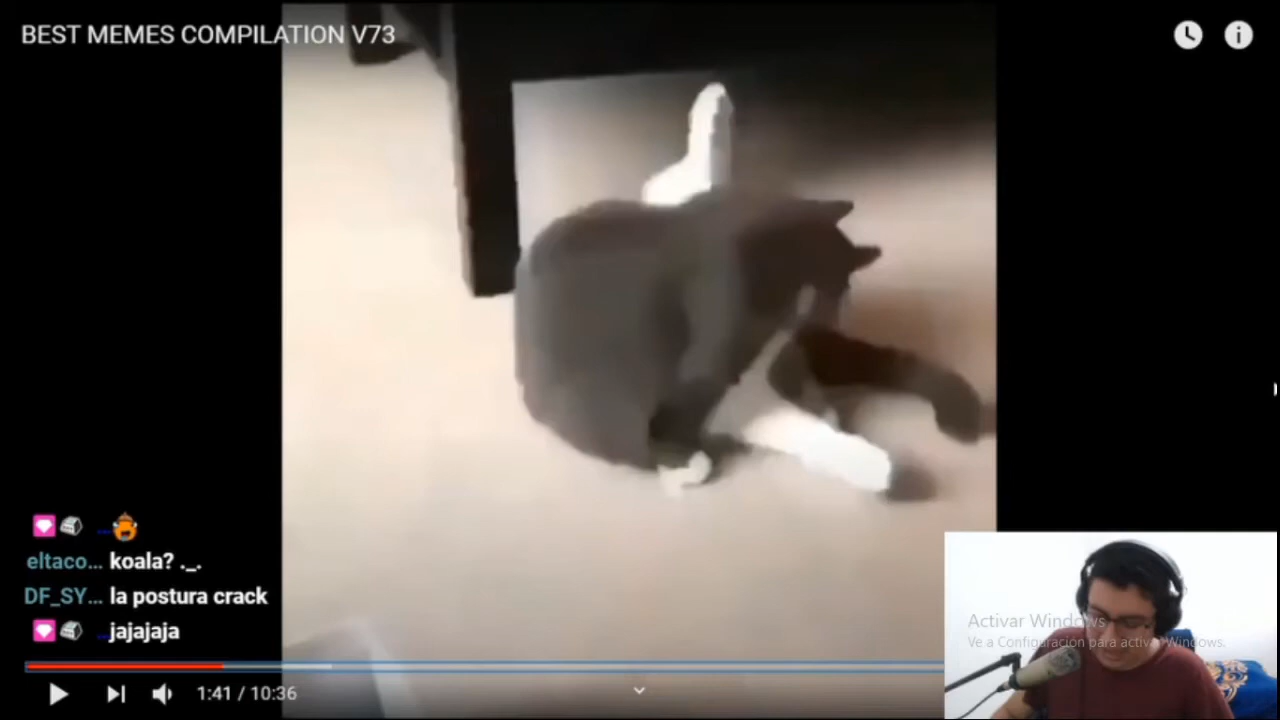 BEST MEMES COMPILATION V73
eltaco... koala? ._.
DF_SY... la postura crack
...jajajaja
Activar Windows
Ve a Configuración para activar Windows.
1:41 / 10:36